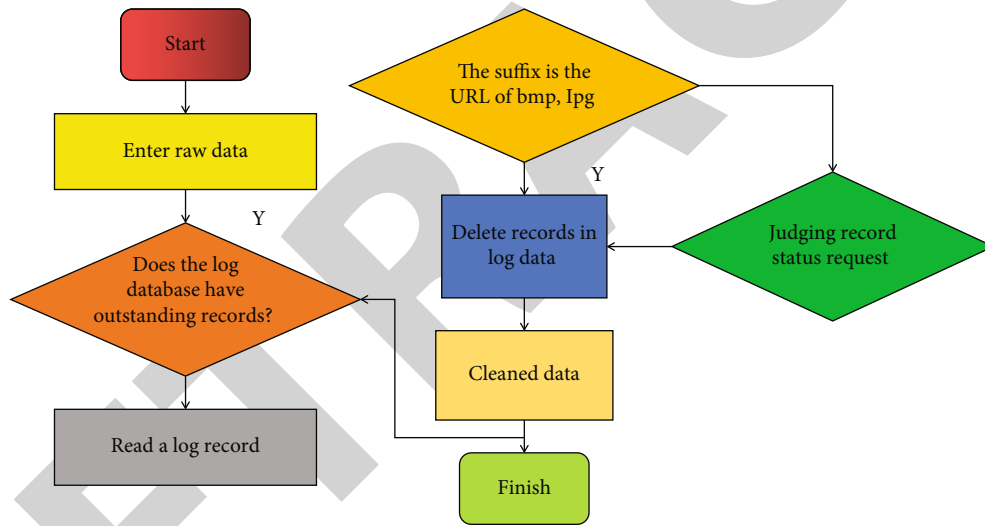 Start
Enter raw data
Y
Does the log
database have
outstanding records?
Read a log record
The suffix is the
URL of bmp, Ipg
Y
Delete records in
log data
Judging record
status request
Cleaned data
Finish